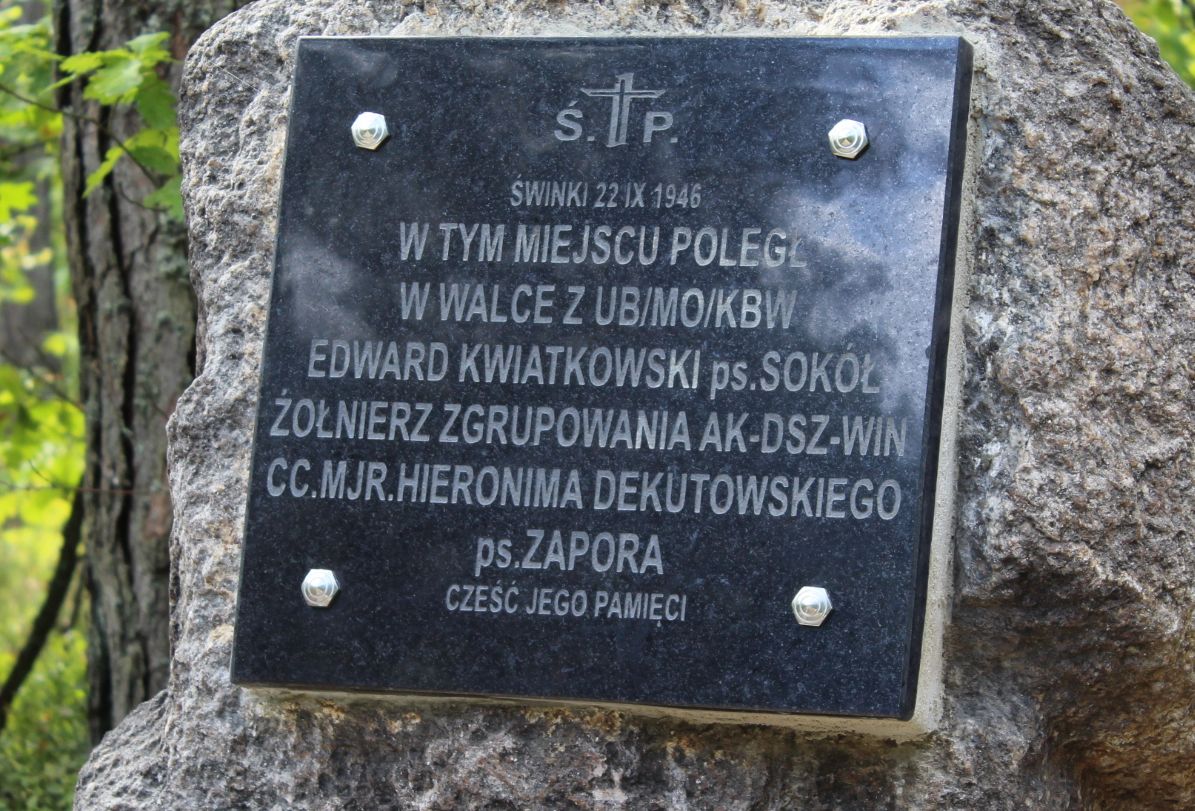 Ś. P.
ŚWINKI 22 IX 1946
W TYM MIEJSCU POLEGŁ
W WALCE Z UB/MO/KBW
EDWARD KWIATKOWSKI ps.SOKÓŁ
ŻOŁNIERZ ZGRUPOWANIA AK-DSZ-WIN
CC.MJR.HIERONIMA DEKUTOWSKIEGO
ps.ZAPORA
CZEŚĆ JEGO PAMIĘCI